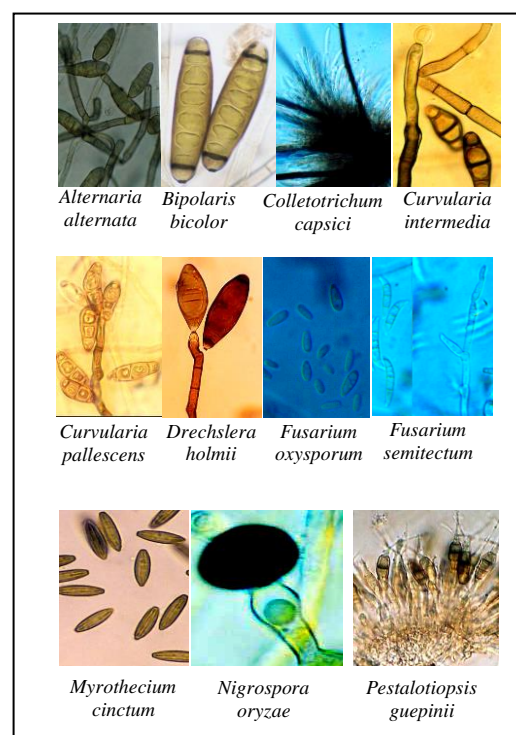 Alternaria alternata
Bipolaris bicolor
Colletotrichum capsici
Curvularia intermedia
Curvularia pallescens
Drechslera holmii
Fusarium oxysporum
Fusarium semitectum
Myrothecium cinctum
Nigrospora oryzae
Pestalotiopsis guepinii